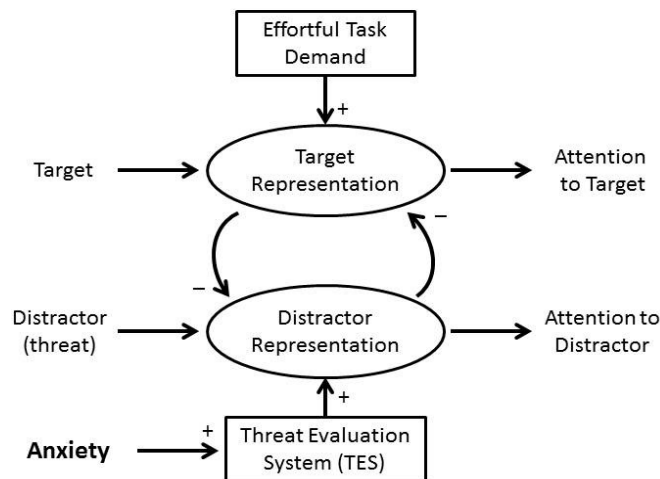 Effortful Task
Demand
+
Target
Target
Representation
Attention
to Target
–
–
Distractor
(threat)
Distractor
Representation
Attention to
Distractor
+
Anxiety
+
Threat Evaluation
System (TES)